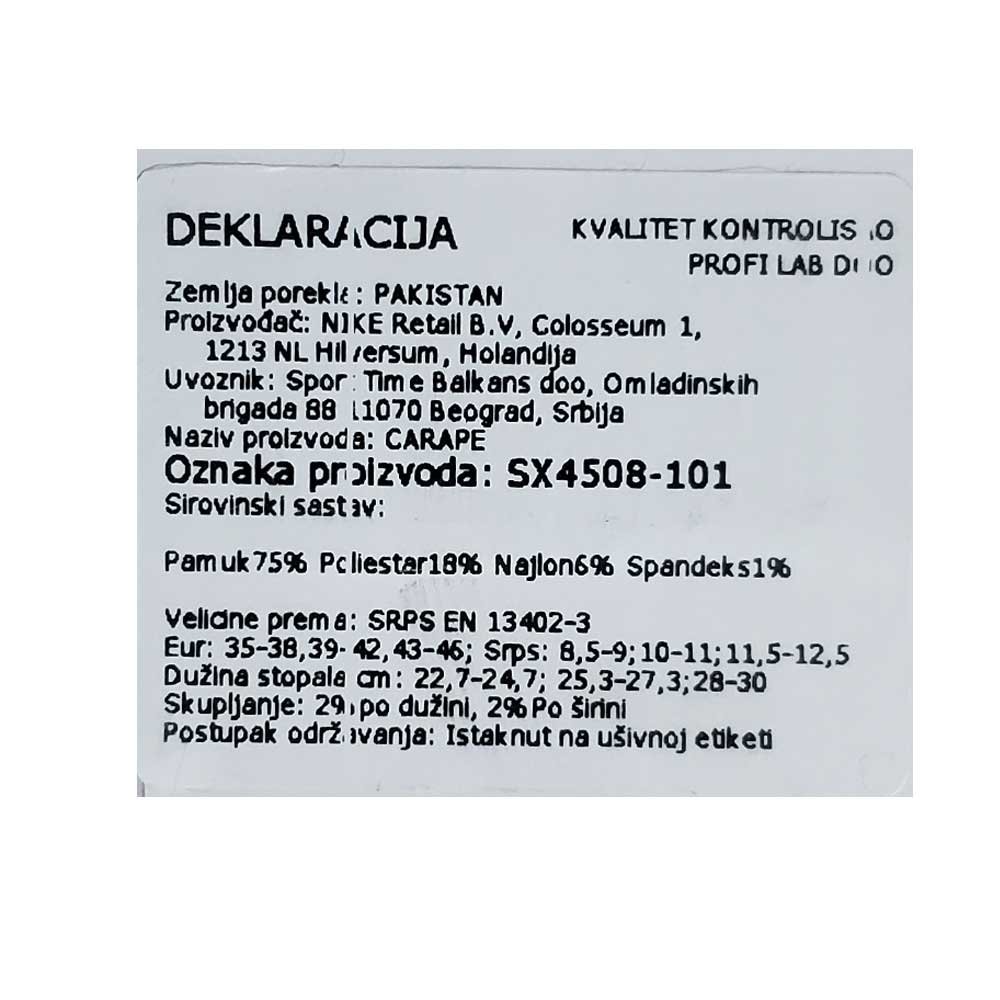 DEKLARACIJA
KVALITET KONTROLISAO
PROFI LAB DOO
Zemlja porekla: PAKISTAN
Proizvođač: NIKE Retail B.V, Colosseum 1,
1213 NL Hilversum, Holandija
Uvoznik: Sport Time Balkans doo, Omladinskih
brigada 88 11070 Beograd, Srbija
Naziv proizvoda: CARAPE
Oznaka proizvoda: SX4508-101
Sirovinski sastav:
Pamuk75% Poliestar18% Najlon6% Spandeks1%
Velicine prema: SRPS EN 13402-3
Eur: 35-38,39-42,43-46; Srps: 8,5-9;10-11;11,5-12,5
Dužina stopala cm: 22,7-24,7; 25,3-27,3;28-30
Skupljanje: 2% po dužini, 2% Po širini
Postupak održavanja: Istaknut na ušivnoj etiketi